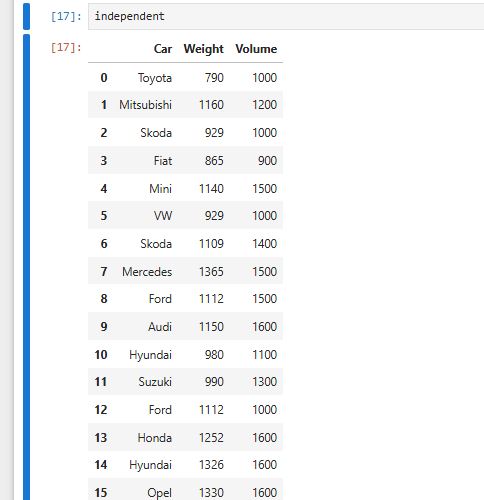 [17]: independent
[17]: Car Weight Volume
0 Toyota 790 1000
1 Mitsubishi 1160 1200
2 Skoda 929 1000
3 Fiat 865 900
4 Mini 1140 1500
5 VW 929 1000
6 Skoda 1109 1400
7 Mercedes 1365 1500
8 Ford 1112 1500
9 Audi 1150 1600
10 Hyundai 980 1100
11 Suzuki 990 1300
12 Ford 1112 1000
13 Honda 1252 1600
14 Hyundai 1326 1600
15 Opel 1330 1600